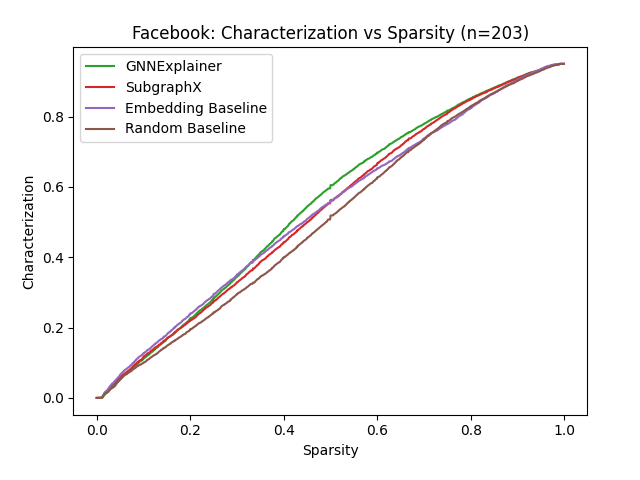 Facebook: Characterization vs Sparsity (n=203)
GNNExplainer
SubgraphX
Embedding Baseline
Random Baseline
Characterization
0.8
0.6
0.4
0.2
0.0
0.0 0.2 0.4 0.6 0.8 1.0
Sparsity